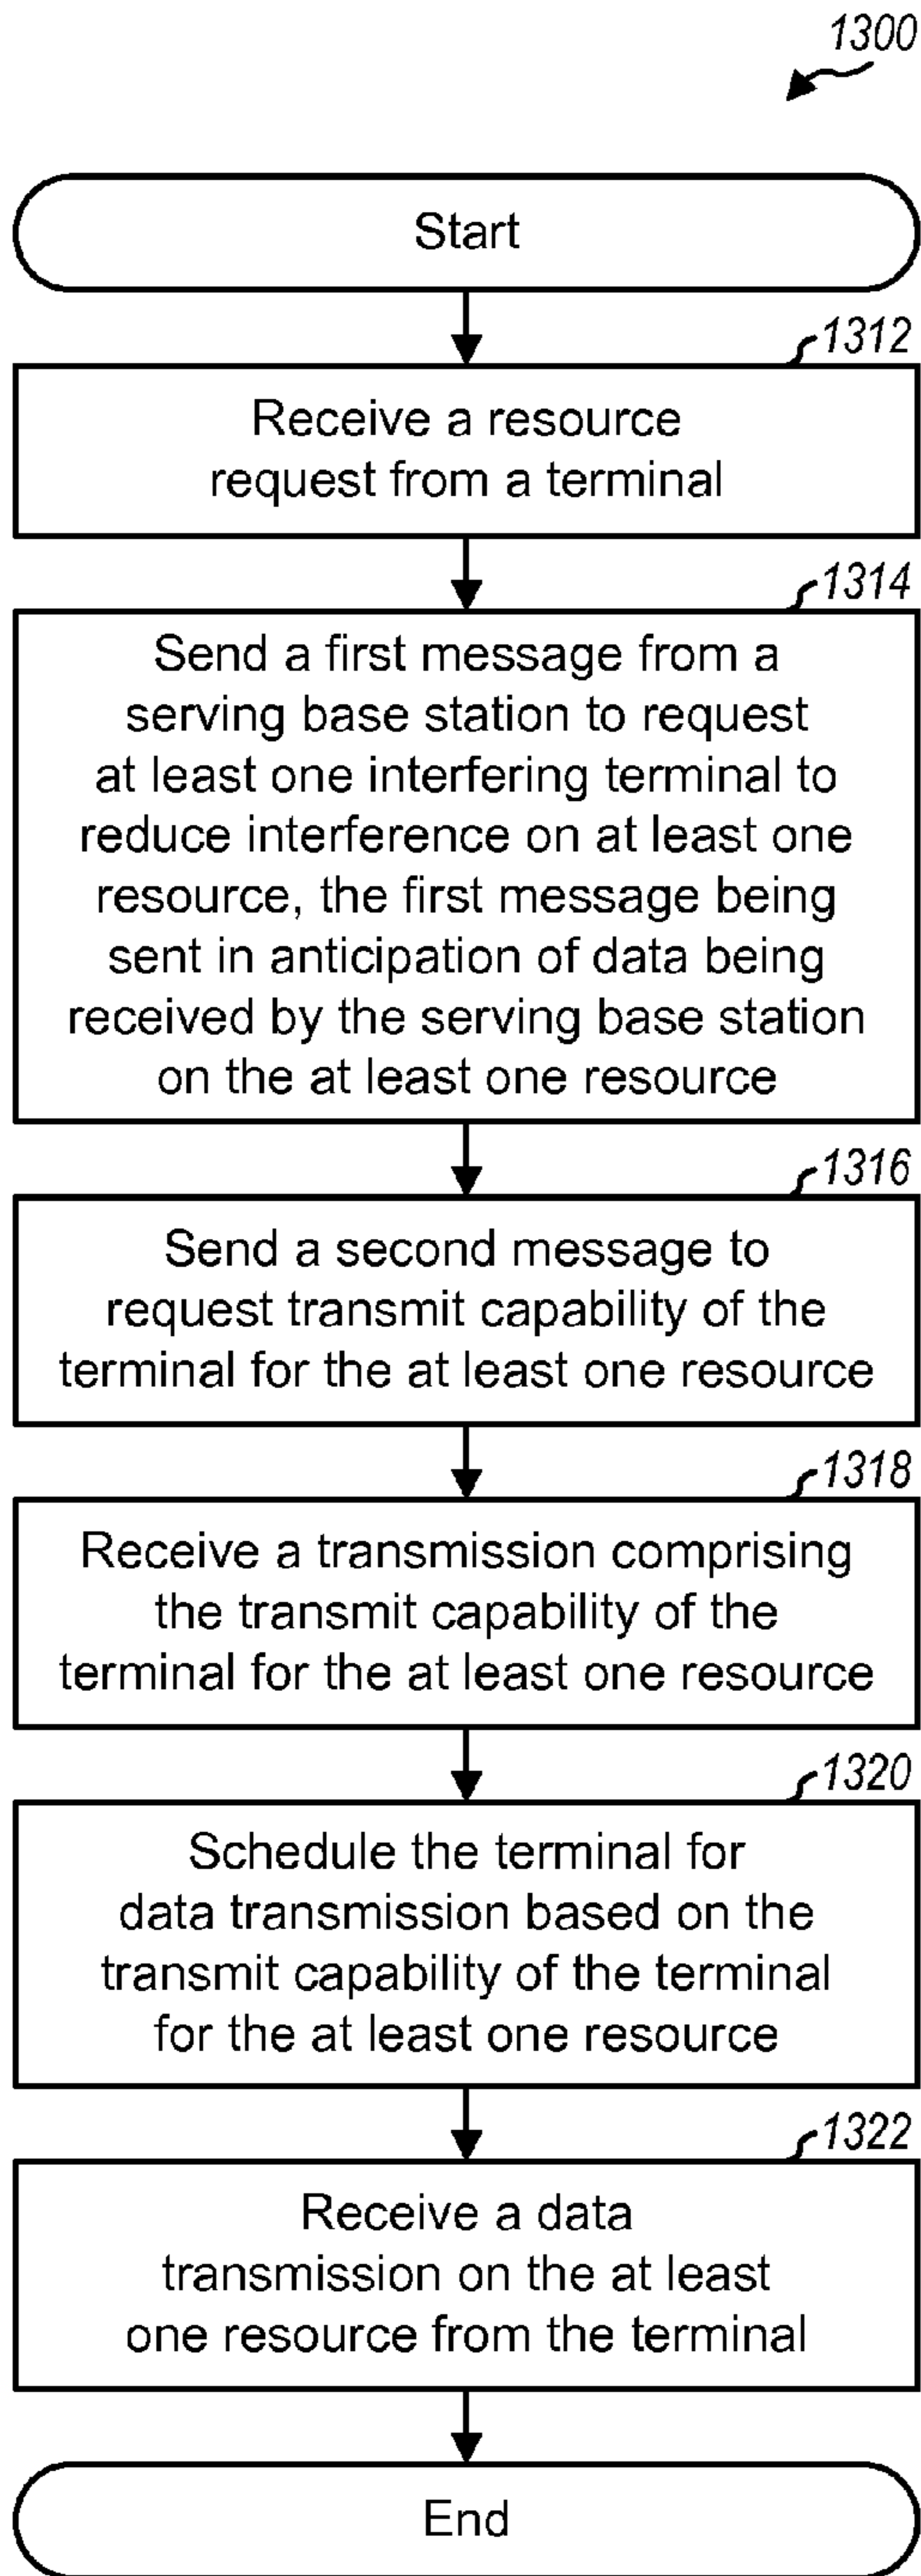 1300
Start
1312
Receive a resource
request from a terminal
1314
Send a first message from a
serving base station to request
at least one interfering terminal to
reduce interference on at least one
resource, the first message being
sent in anticipation of data being
received by the serving base station
on the at least one resource
1316
Send a second message to
request transmit capability of the
terminal for the at least one resource
1318
Receive a transmission comprising
the transmit capability of the
terminal for the at least one resource
1320
Schedule the terminal for
data transmission based on the
transmit capability of the terminal
for the at least one resource
1322
Receive a data
transmission on the at least
one resource from the terminal
End